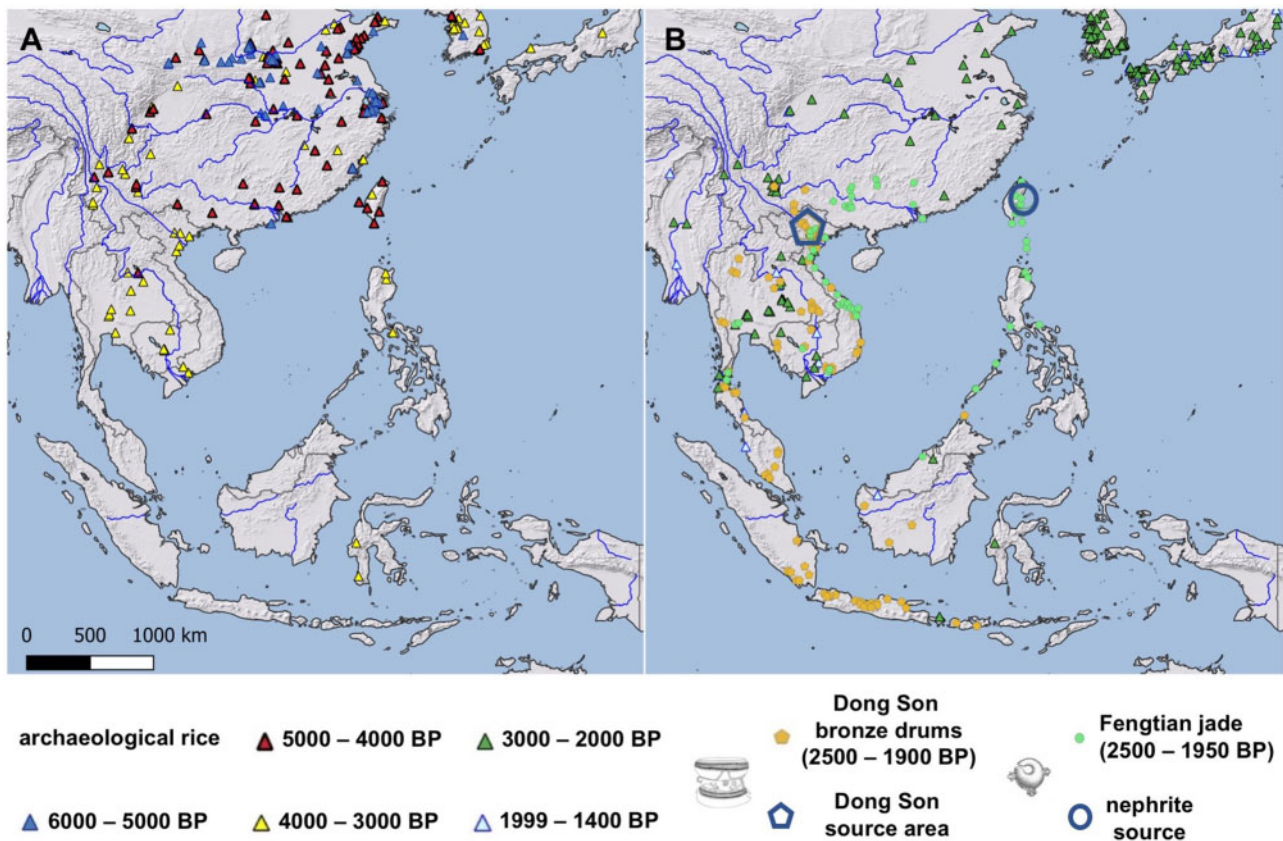 A
B
0 500 1000 km
archaeological rice
5000 – 4000 BP
3000 – 2000 BP
6000 – 5000 BP
4000 – 3000 BP
1999 – 1400 BP
Dong Son
bronze drums
(2500 – 1900 BP)
Dong Son
source area
Fengtian jade
(2500 – 1950 BP)
nephrite
source